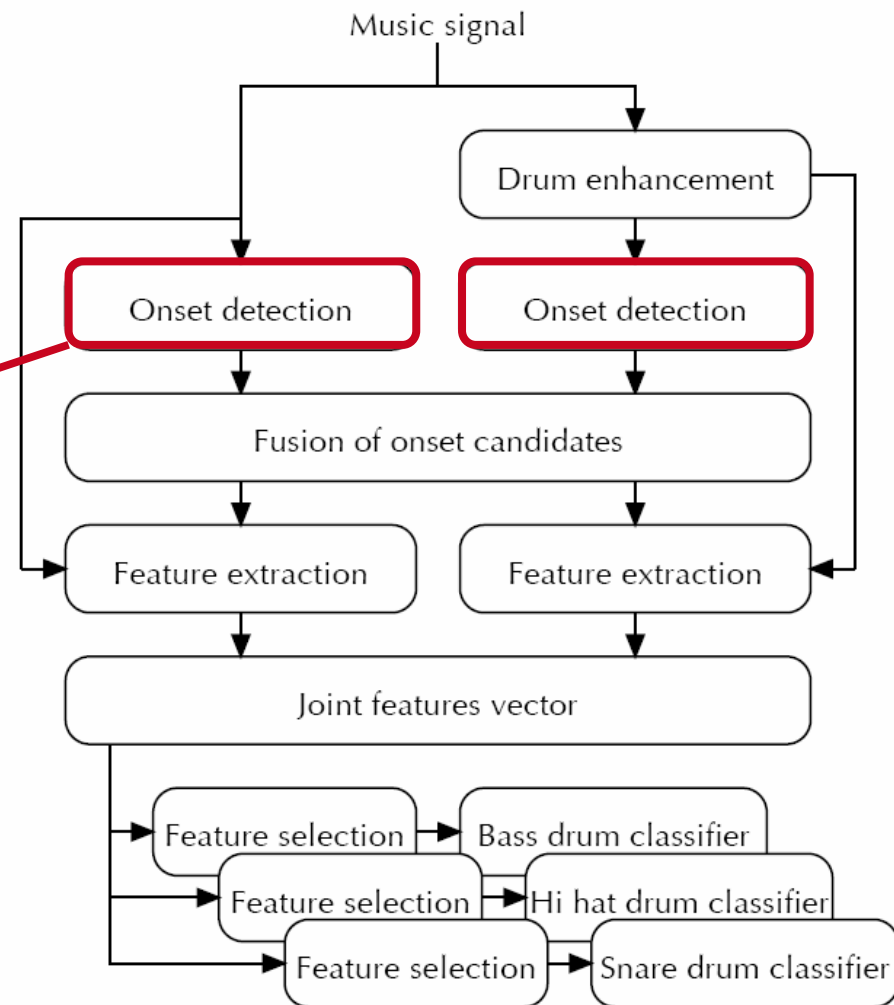 Music signal
Drum enhancement
Onset detection
Onset detection
Fusion of onset candidates
Feature extraction
Feature extraction
Joint features vector
Feature selection
Bass drum classifier
Feature selection
Hi hat drum classifier
Feature selection
Snare drum classifier